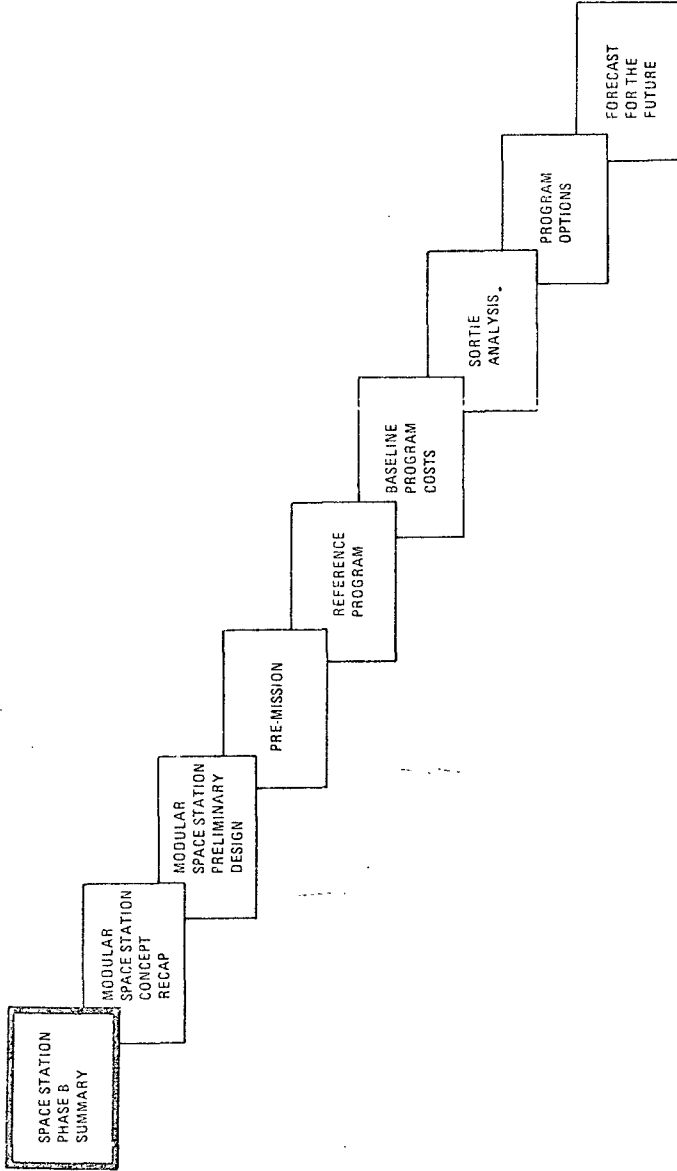 SPACE STATION
PHASE B
SUMMARY
MODULAR
SPACE STATION
CONCEPT
RECAP
MODULAR
SPACE STATION
PRELIMINARY
DESIGN
PRE-MISSION
REFERENCE
PROGRAM
BASELINE
PROGRAM
COSTS
SORTIE
ANALYSIS
PROGRAM
OPTIONS
FORECAST
FOR THE
FUTURE